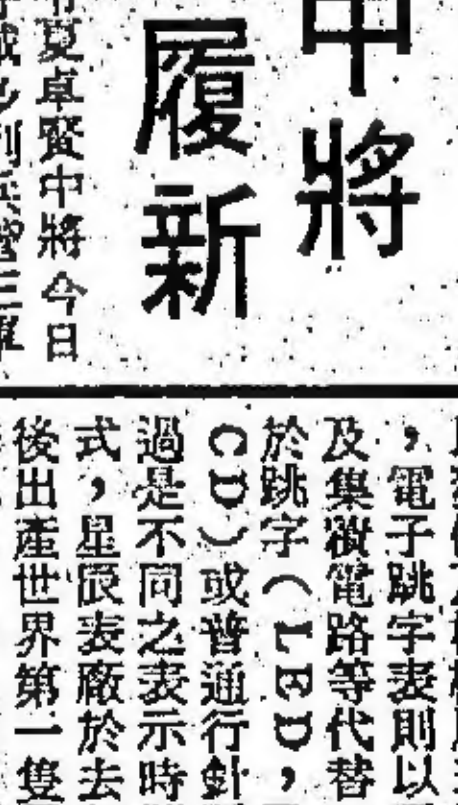 中將
履新
夏卓賢中將今日
，電子跳字表則以
及集液電路等代替
於跳字（LED，
CD）或普通行針
過是不同之表示時
式，星辰表廠於去
後出產世界第一隻